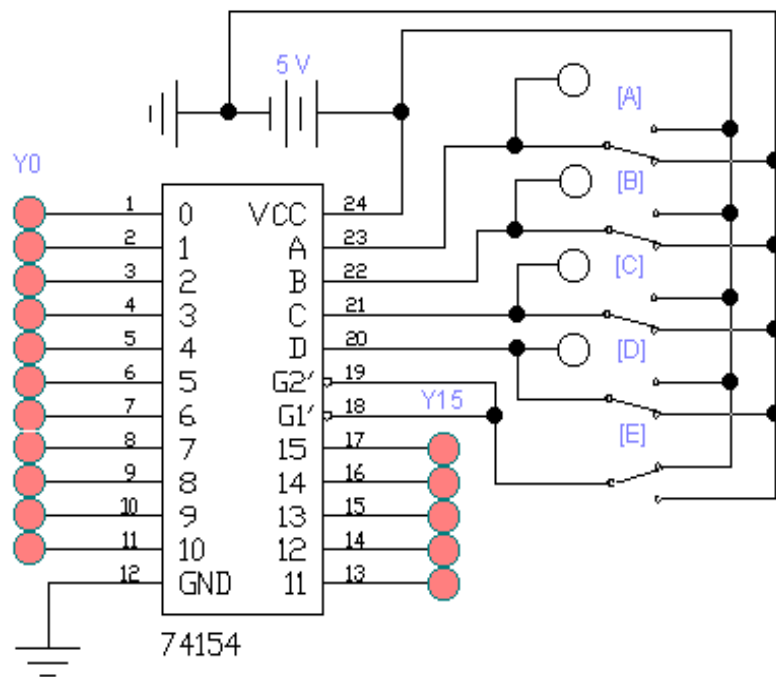 5 V
[A]
Y0
[B]
1 0 VCC 24
2 1 A 23
3 2 B 22
[C]
4 3 C 21
5 4 D 20
[D]
6 5 G2' 19
7 6 G1' 18
Y15
[E]
8 7 15 17
9 8 14 16
10 9 13 15
11 10 12 14
12 GND 11 13
74154